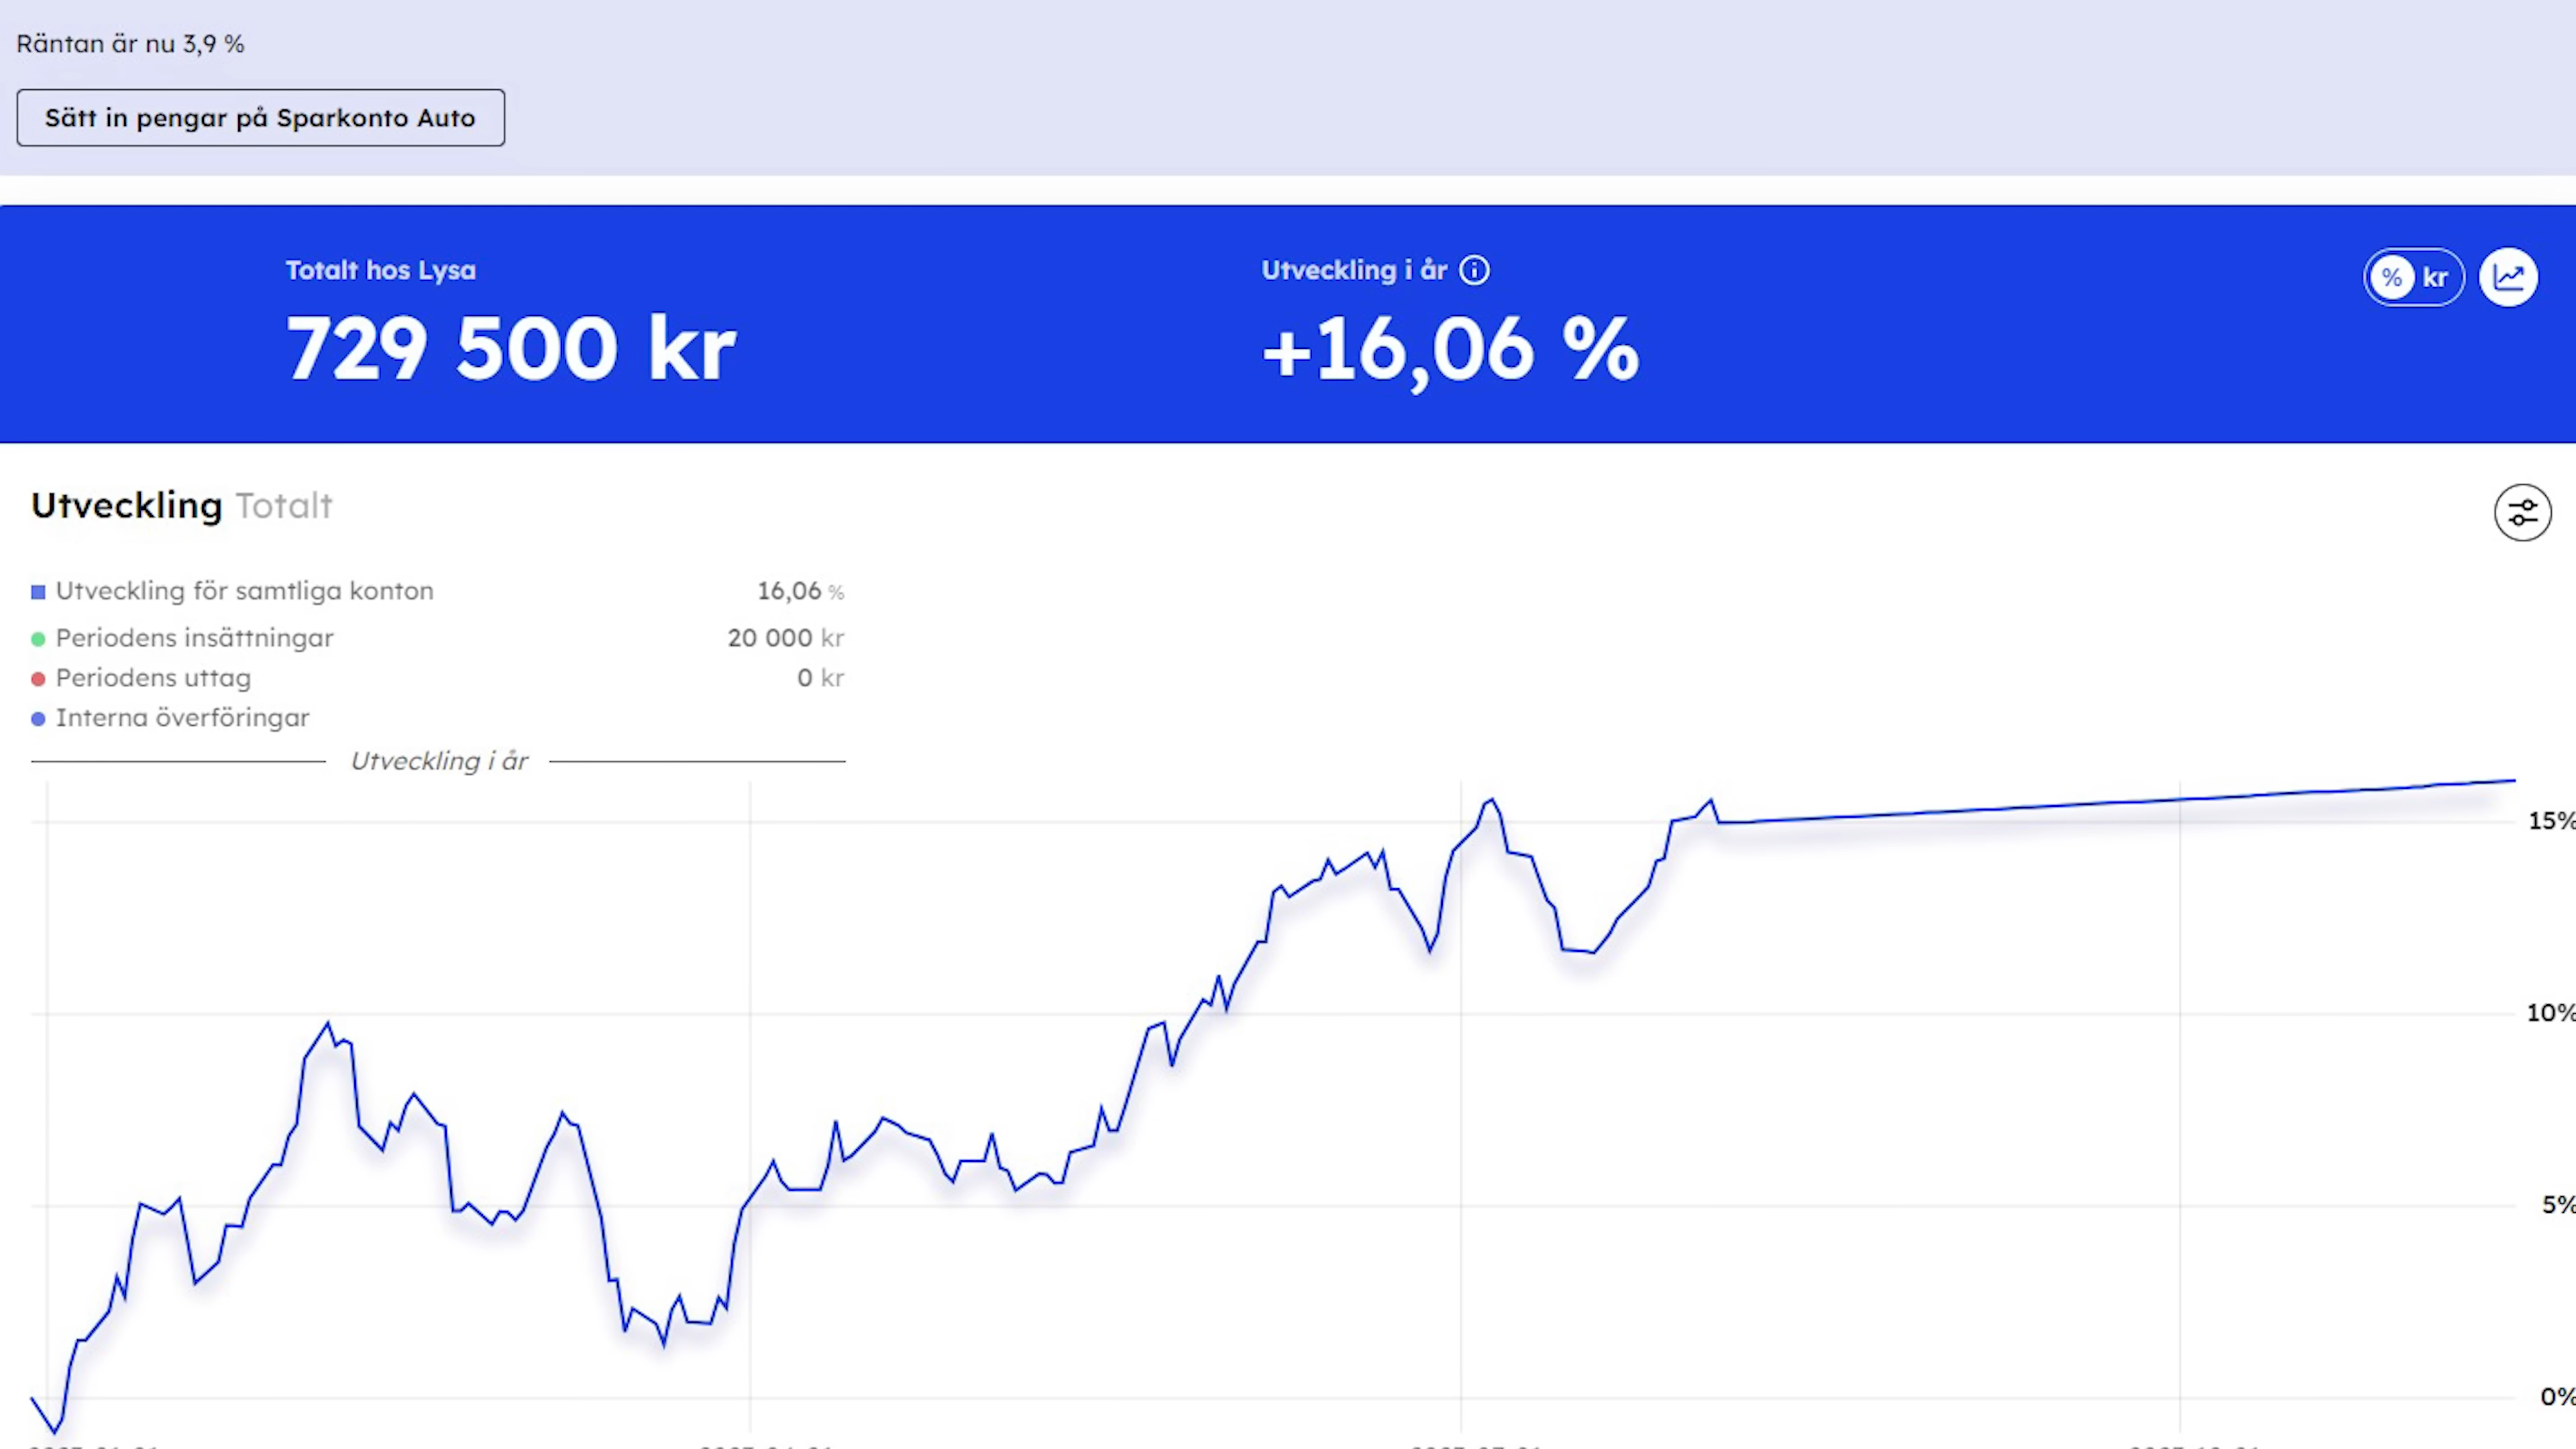 Räntan är nu 3,9 %
Sätt in pengar på Sparkonto Auto
Totalt hos Lysa
729 500 kr
Utveckling i år
+16,06 %
% kr
Utveckling Totalt
Utveckling för samtliga konton 16,06 %
Periodens insättningar 20 000 kr
Periodens uttag 0 kr
Interna överföringar
Utveckling i år
15%
10%
5%
0%